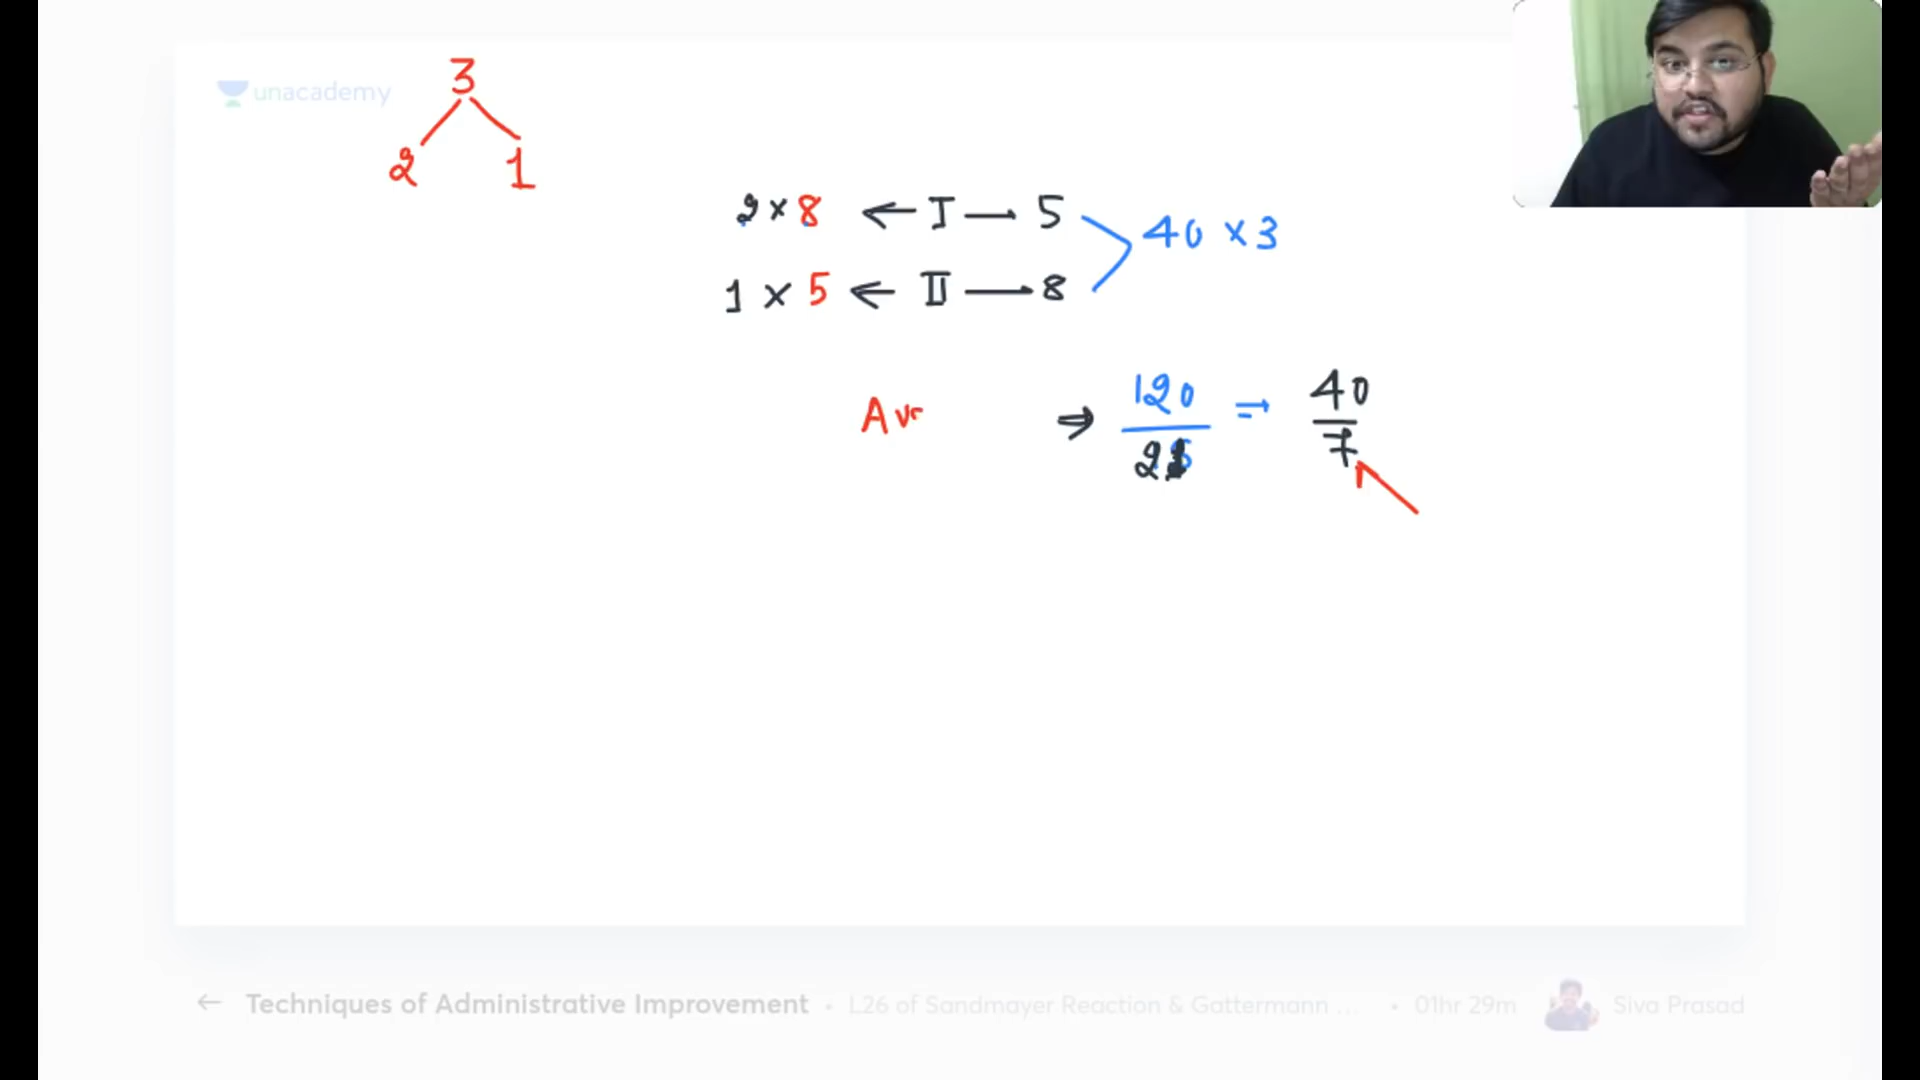 unacademy
3
2 1
2 × 8 ← I — 5
40 × 3
1 × 5 ← II — 8
Avr ⇒ 120 = 40
21 7
← Techniques of Administrative Improvement • L26 of Sandmayer Reaction & Gattermann ... • 01hr 29m Siva Prasad